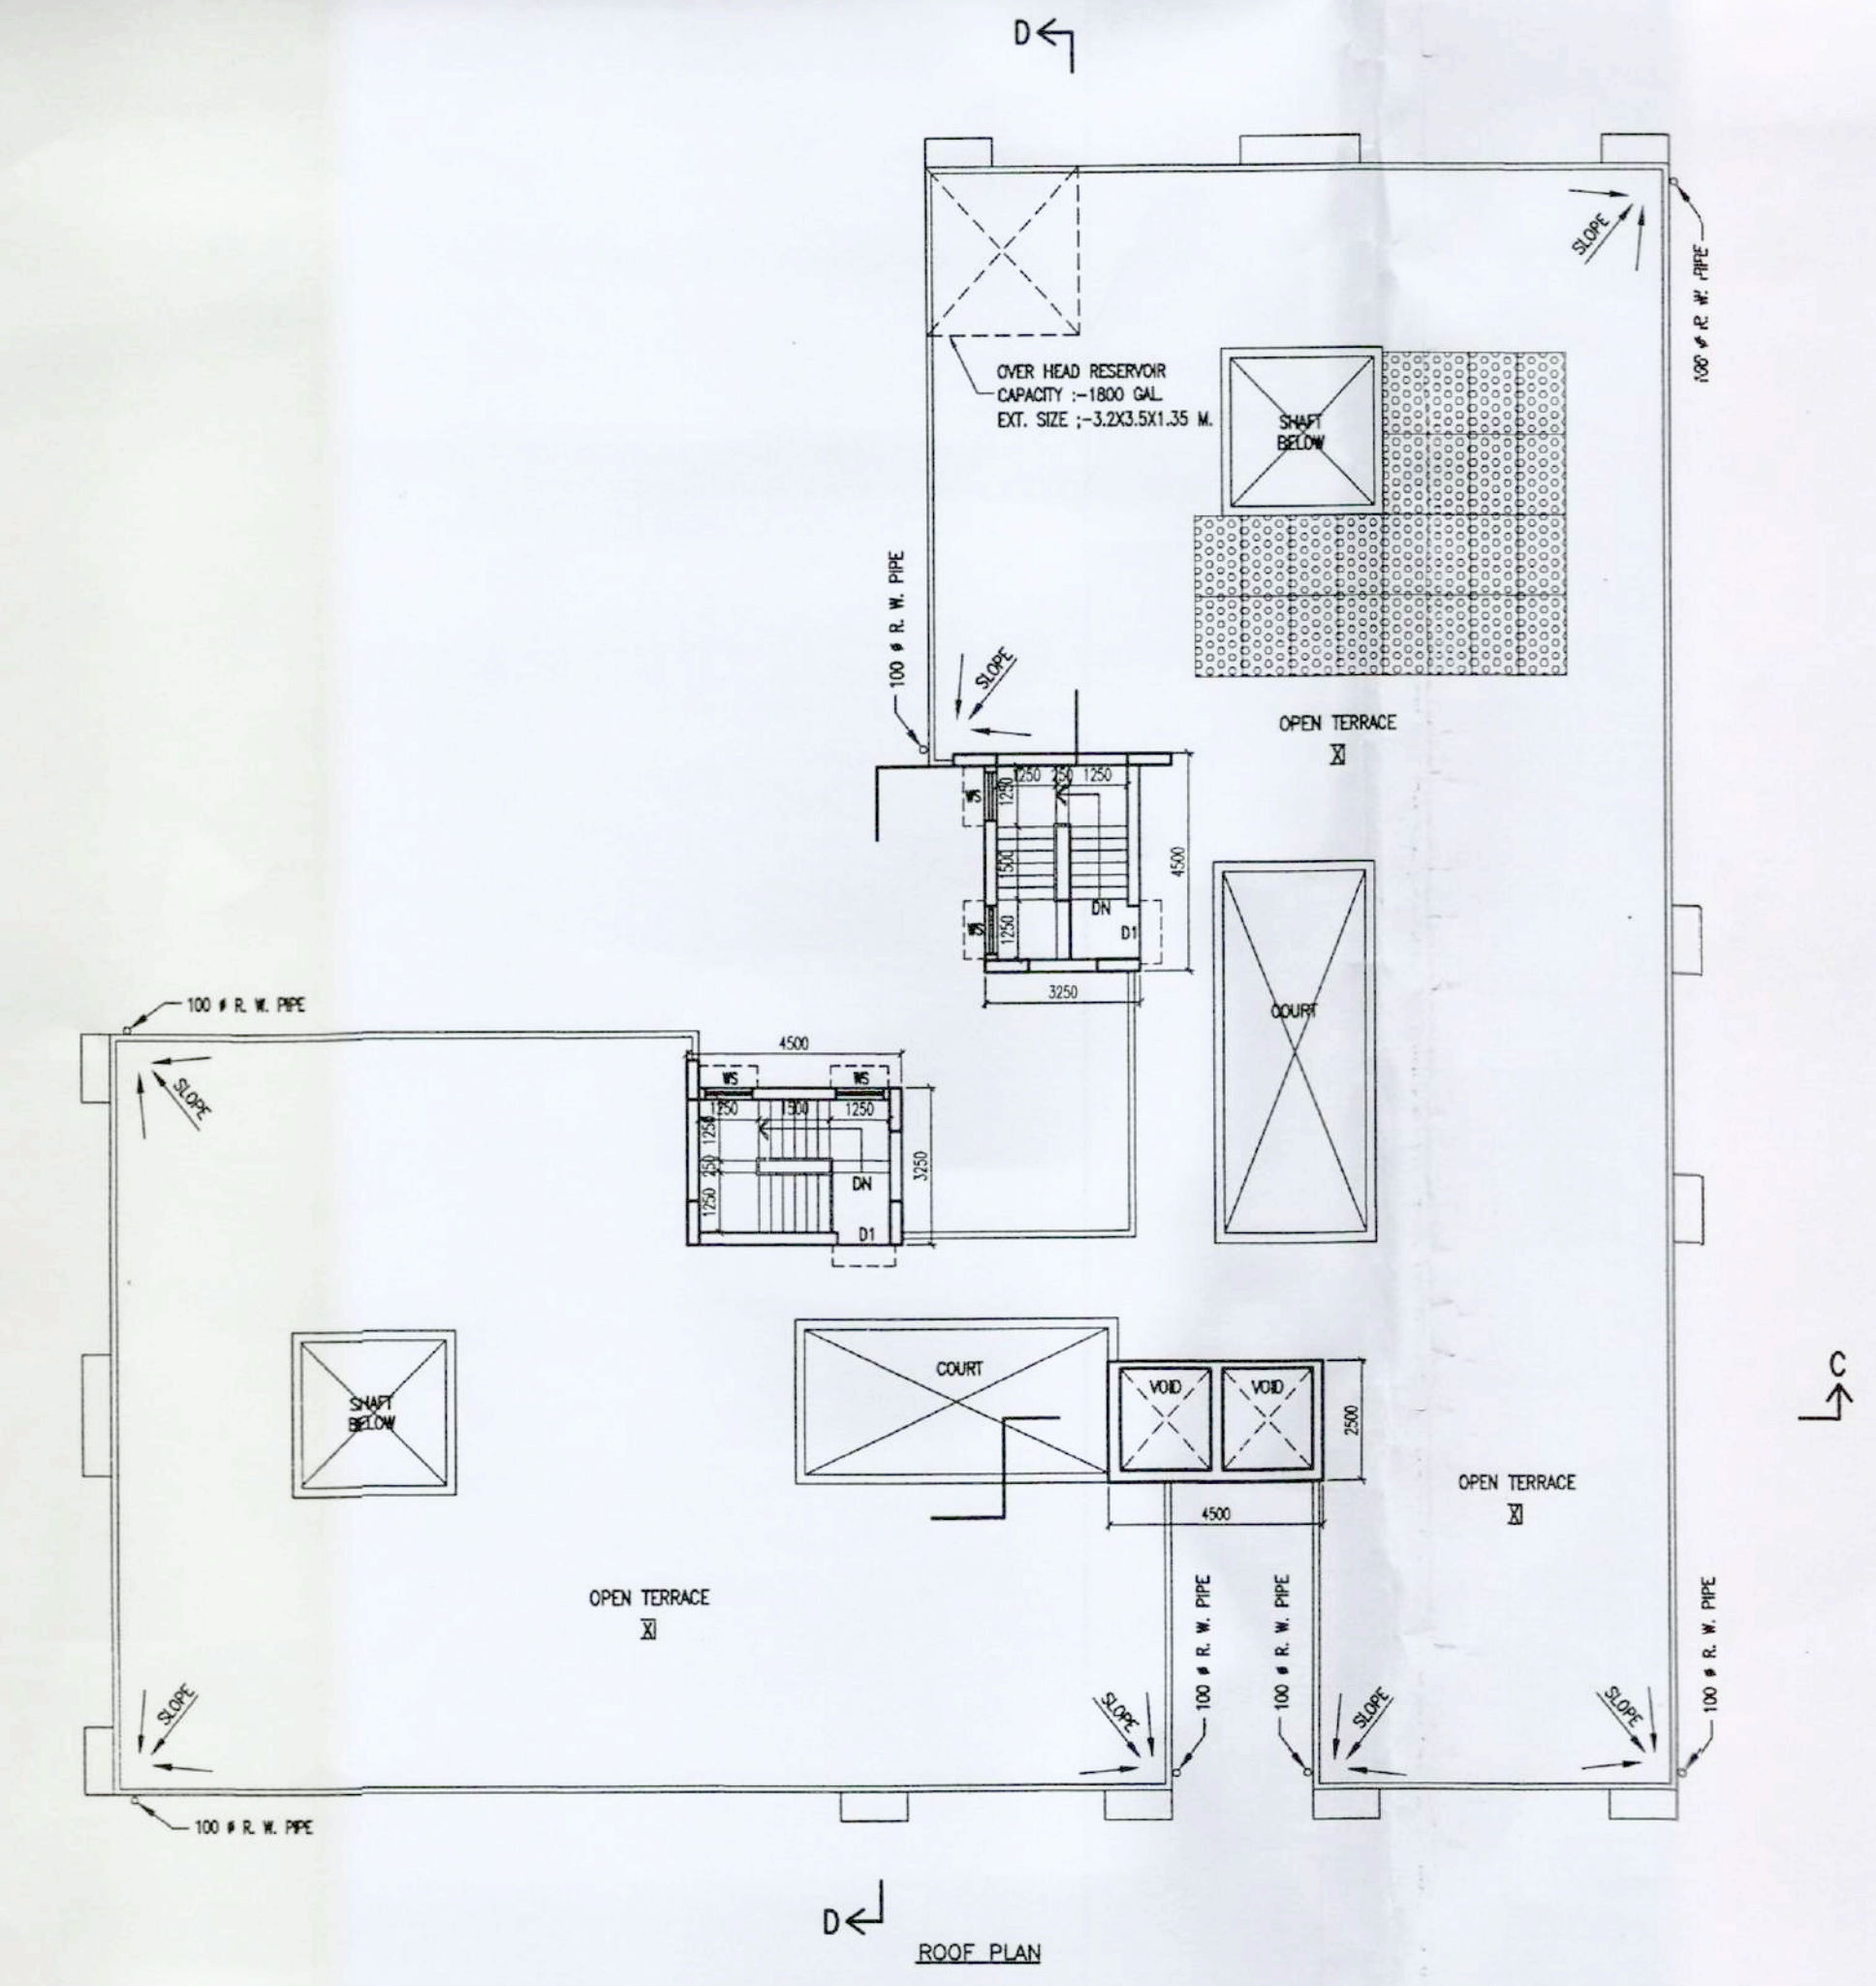 D
100 ø R. W. PIPE
SLOPE
OVER HEAD RESERVOIR
CAPACITY :-1800 GAL.
EXT. SIZE ;-3.2X3.5X1.35 M.
SHAFT
BELOW
100 ø R. W. PIPE
SLOPE
OPEN TERRACE
1250 250 1250
WS
1250
1500
4500
WS
1250
DN
D1
3250
COURT
100 ø R. W. PIPE
SLOPE
4500
WS
WS
1250 1500 1250
1250
250
1250
3250
DN
D1
SHAFT
BELOW
COURT
VOID
VOID
2500
4500
C
OPEN TERRACE
OPEN TERRACE
SLOPE
SLOPE
100 ø R. W. PIPE
100 ø R. W. PIPE
SLOPE
SLOPE
100 ø R. W. PIPE
100 ø R. W. PIPE
D
ROOF PLAN